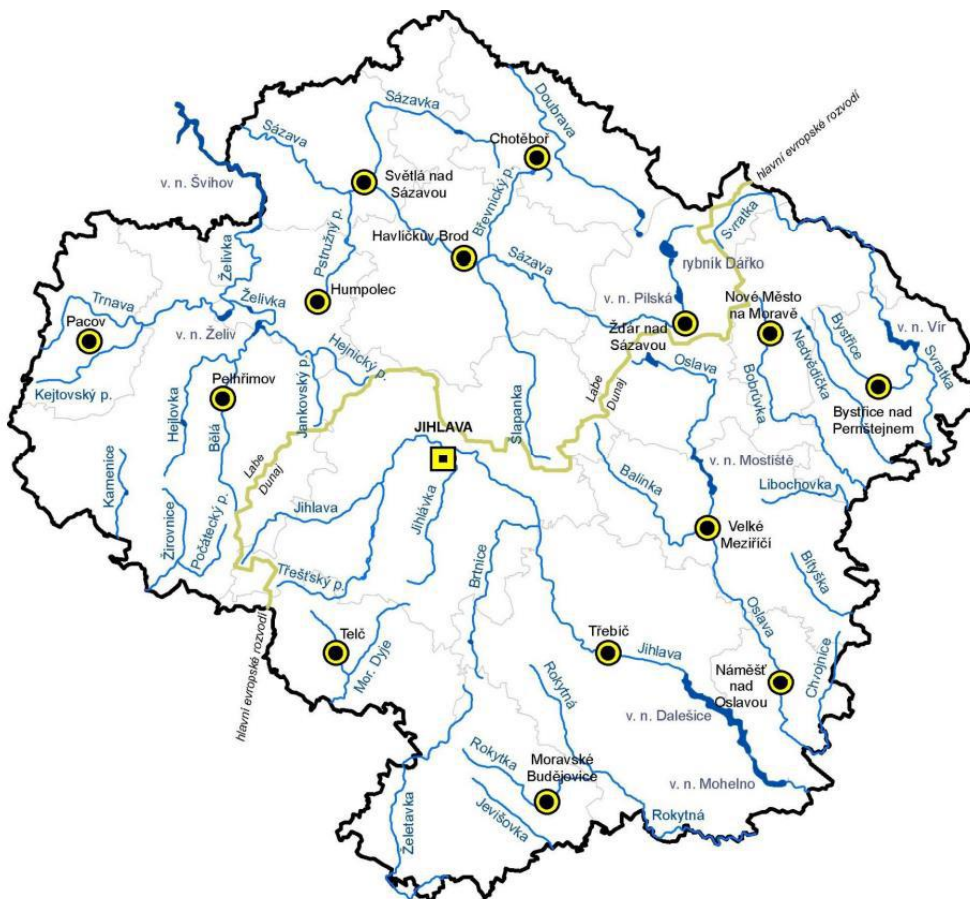 Doubrava
hlavní evropské rozvodí
Sázavka
Sázava
Chotěboř
v. n. Švihov
Světlá nad
Sázavou
Břevnický p.
Svratka
Pstružný p.
Havlíčkův Brod
Želivka
Sázava
rybník Dářko
Humpolec
Želivka
Trnava
v. n. Pilská
Nové Město
na Moravě
Pacov
v. n. Želiv
Žďár nad
Sázavou
Bystřice
v. n. Vír
Nedvědička
Hejnický p.
Oslava
Svratka
Kejtovský p.
Pelhřimov
Bobrůvka
Bystřice nad
Pernštejnem
Hejlovka
Bělá
Jankovský p.
Šlapanka
Labe
Dunaj
JIHLAVA
Labe
Dunaj
v. n. Mostiště
Kamenice
Balinka
Libochovka
Jihlava
Jihlávka
Žirovnice
Počátecký p.
Velké
Meziříčí
Třešťský p.
Brtnice
Bítýška
Oslava
hlavní evropské rozvodí
Telč
Mor. Dyje
Třebíč
Jihlava
Chvojnice
Náměšť
nad
Oslavou
Rokytná
v. n. Dalešice
Rokytka
Moravské
Budějovice
v. n. Mohelno
Jevišovka
Rokytná
Želetavka